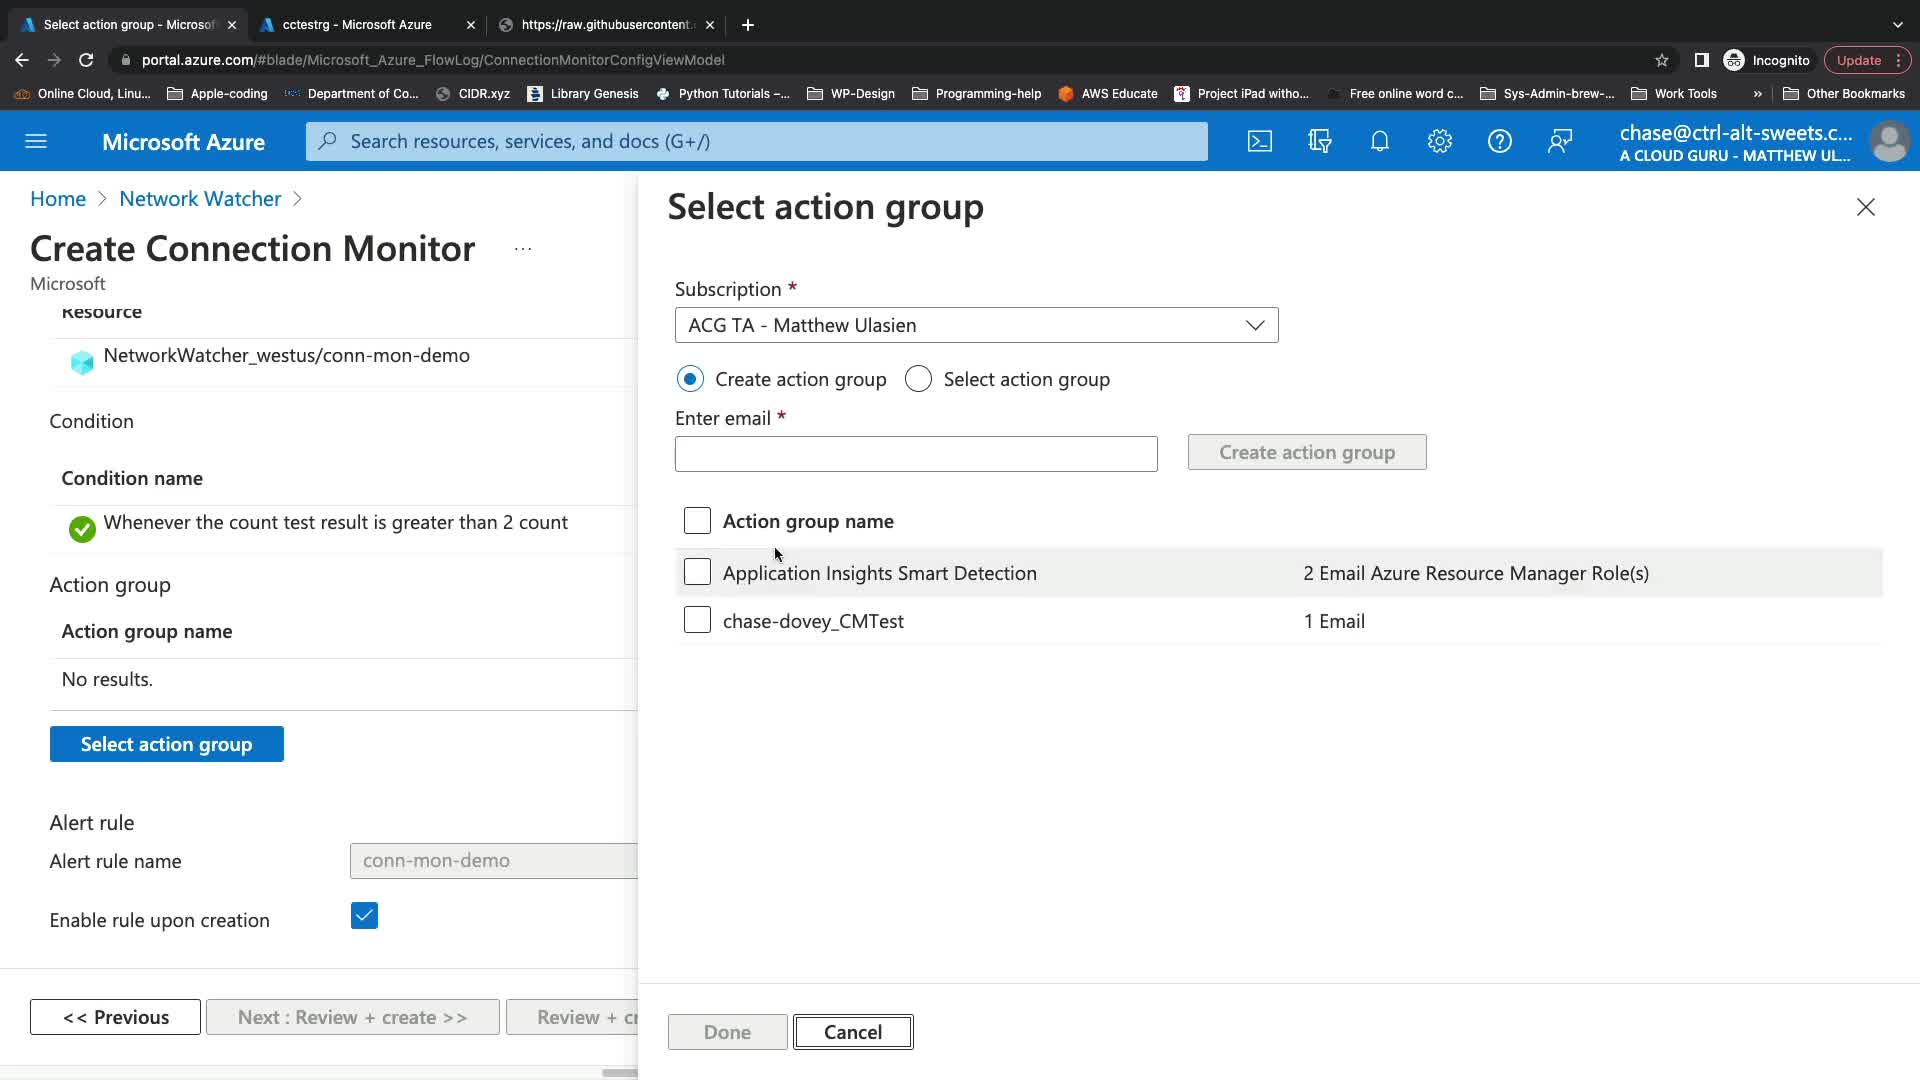 Select action group - Microsof
cctestrg - Microsoft Azure
https://raw.githubusercontent.
portal.azure.com/#blade/Microsoft_Azure_FlowLog/ConnectionMonitorConfigViewModel
Incognito
Update
Online Cloud, Linu...
Apple-coding
Department of Co...
CIDR.xyz
Library Genesis
Python Tutorials –...
WP-Design
Programming-help
AWS Educate
Project iPad witho...
Free online word c...
Sys-Admin-brew-...
Work Tools
»
Other Bookmarks
Microsoft Azure
Search resources, services, and docs (G+/)
chase@ctrl-alt-sweets.c...
A CLOUD GURU - MATTHEW UL...
Home > Network Watcher >
Create Connection Monitor ...
Microsoft
Resource
NetworkWatcher_westus/conn-mon-demo
Condition
Condition name
Whenever the count test result is greater than 2 count
Action group
Action group name
No results.
Select action group
Alert rule
Alert rule name
conn-mon-demo
Enable rule upon creation
<< Previous
Next : Review + create >>
Review + cr
Select action group
Subscription *
ACG TA - Matthew Ulasien
Create action group
Select action group
Enter email *
Create action group
Action group name
Application Insights Smart Detection
2 Email Azure Resource Manager Role(s)
chase-dovey_CMTest
1 Email
Done
Cancel